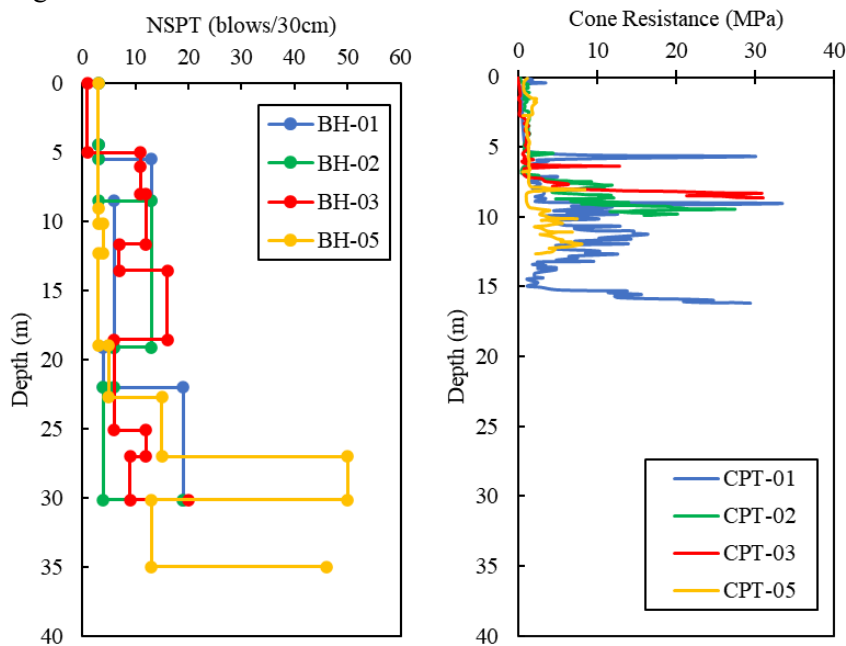 NSPT (blows/30cm)
0 10 20 30 40 50 60
0
5
10
15
20
25
30
35
40
Depth (m)
BH-01
BH-02
BH-03
BH-05
Cone Resistance (MPa)
0 10 20 30 40
0
5
10
15
20
25
30
35
40
Depth (m)
CPT-01
CPT-02
CPT-03
CPT-05